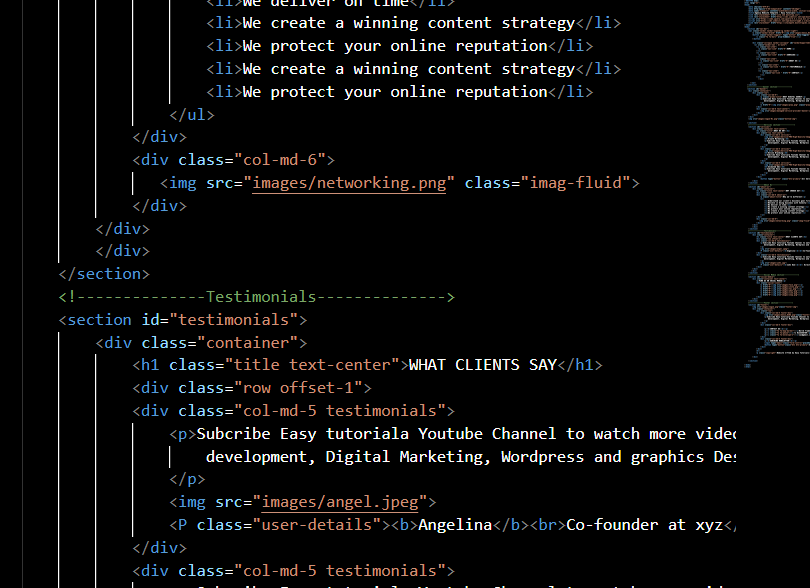 <li>We deliver on time</li>
<li>We create a winning content strategy</li>
<li>We protect your online reputation</li>
<li>We create a winning content strategy</li>
<li>We protect your online reputation</li>
</ul>
</div>
<div class="col-md-6">
<img src="images/networking.png" class="imag-fluid">
</div>
</div>
</div>
</section>
<!--------------Testimonials-------------->
<section id="testimonials">
<div class="container">
<h1 class="title text-center">WHAT CLIENTS SAY</h1>
<div class="row offset-1">
<div class="col-md-5 testimonials">
<p>Subcribe Easy tutoriala Youtube Channel to watch more videc
development, Digital Marketing, Wordpress and graphics Des
</p>
<img src="images/angel.jpeg">
<P class="user-details"><b>Angelina</b><br>Co-founder at xyz</
</div>
<div class="col-md-5 testimonials">